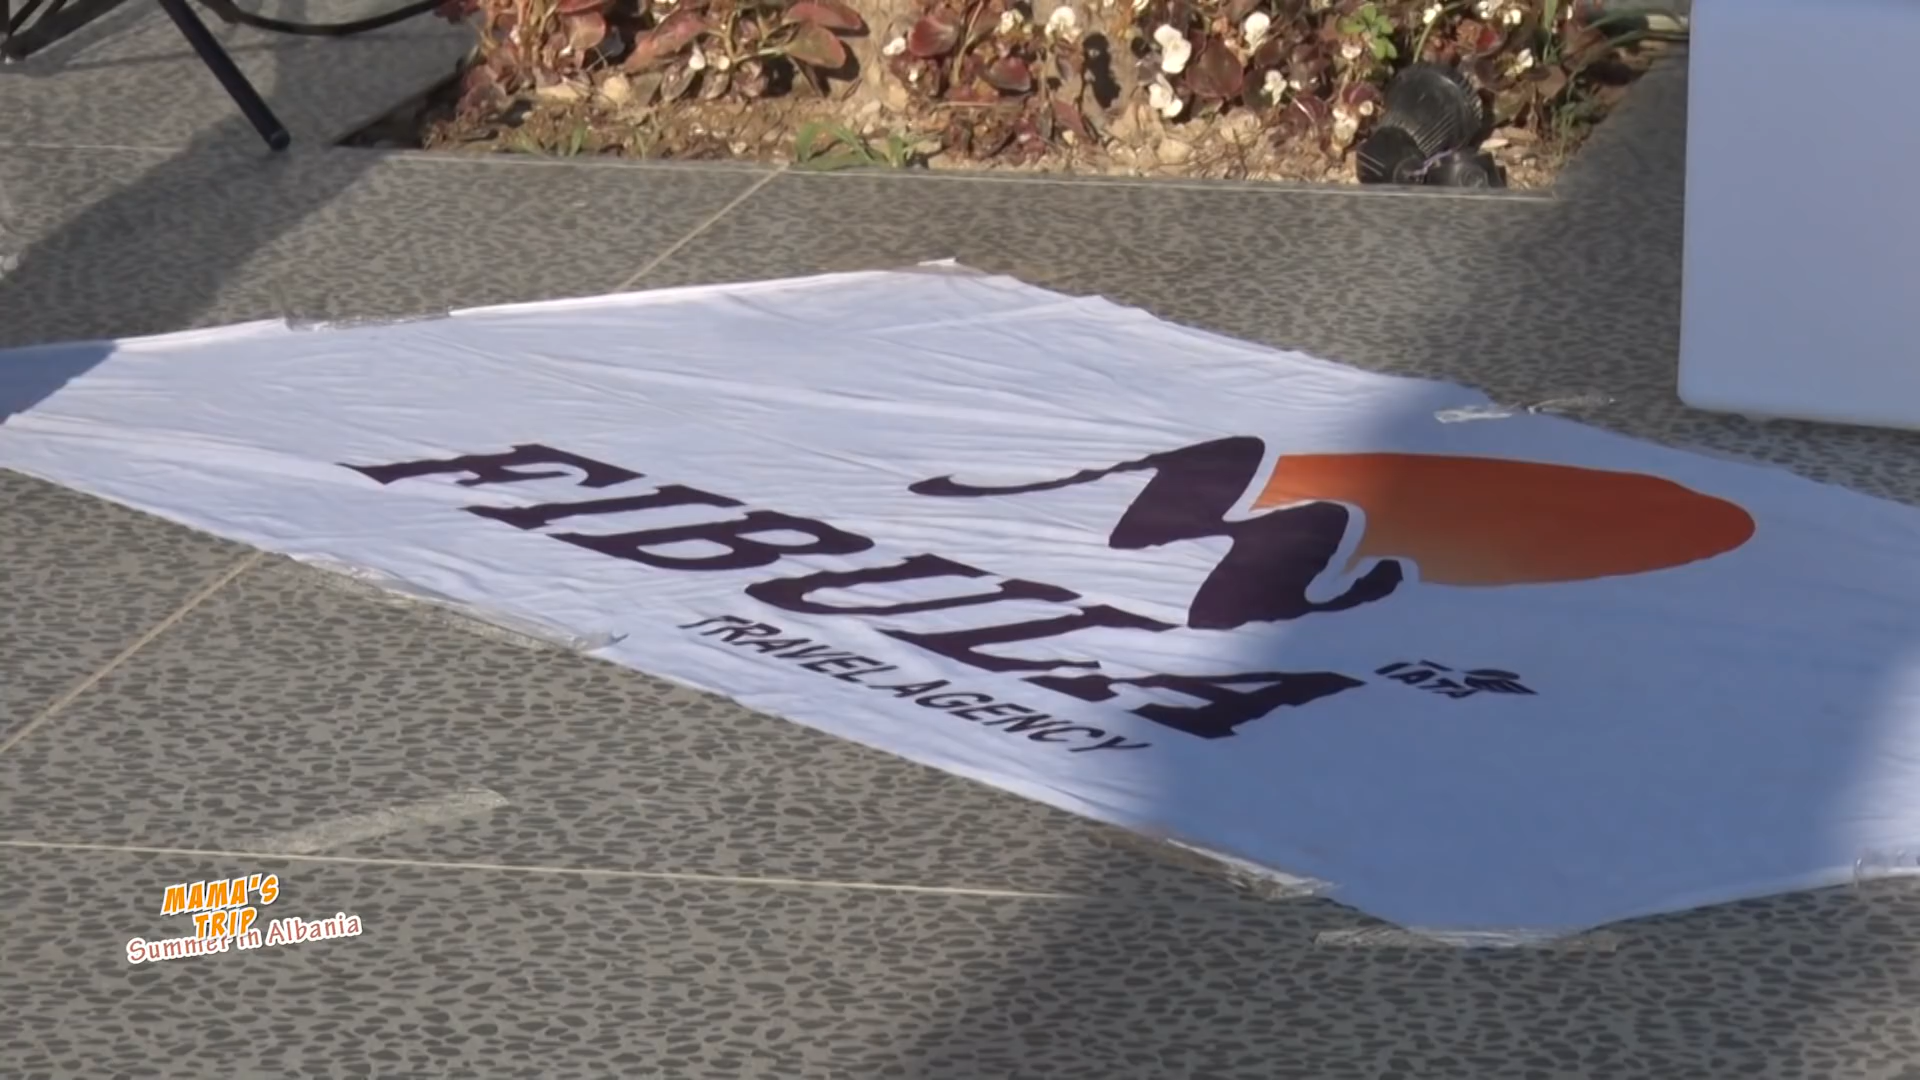 FIBULA
TRAVEL AGENCY
IATA
MAMA'S
TRIP
Summer in Albania